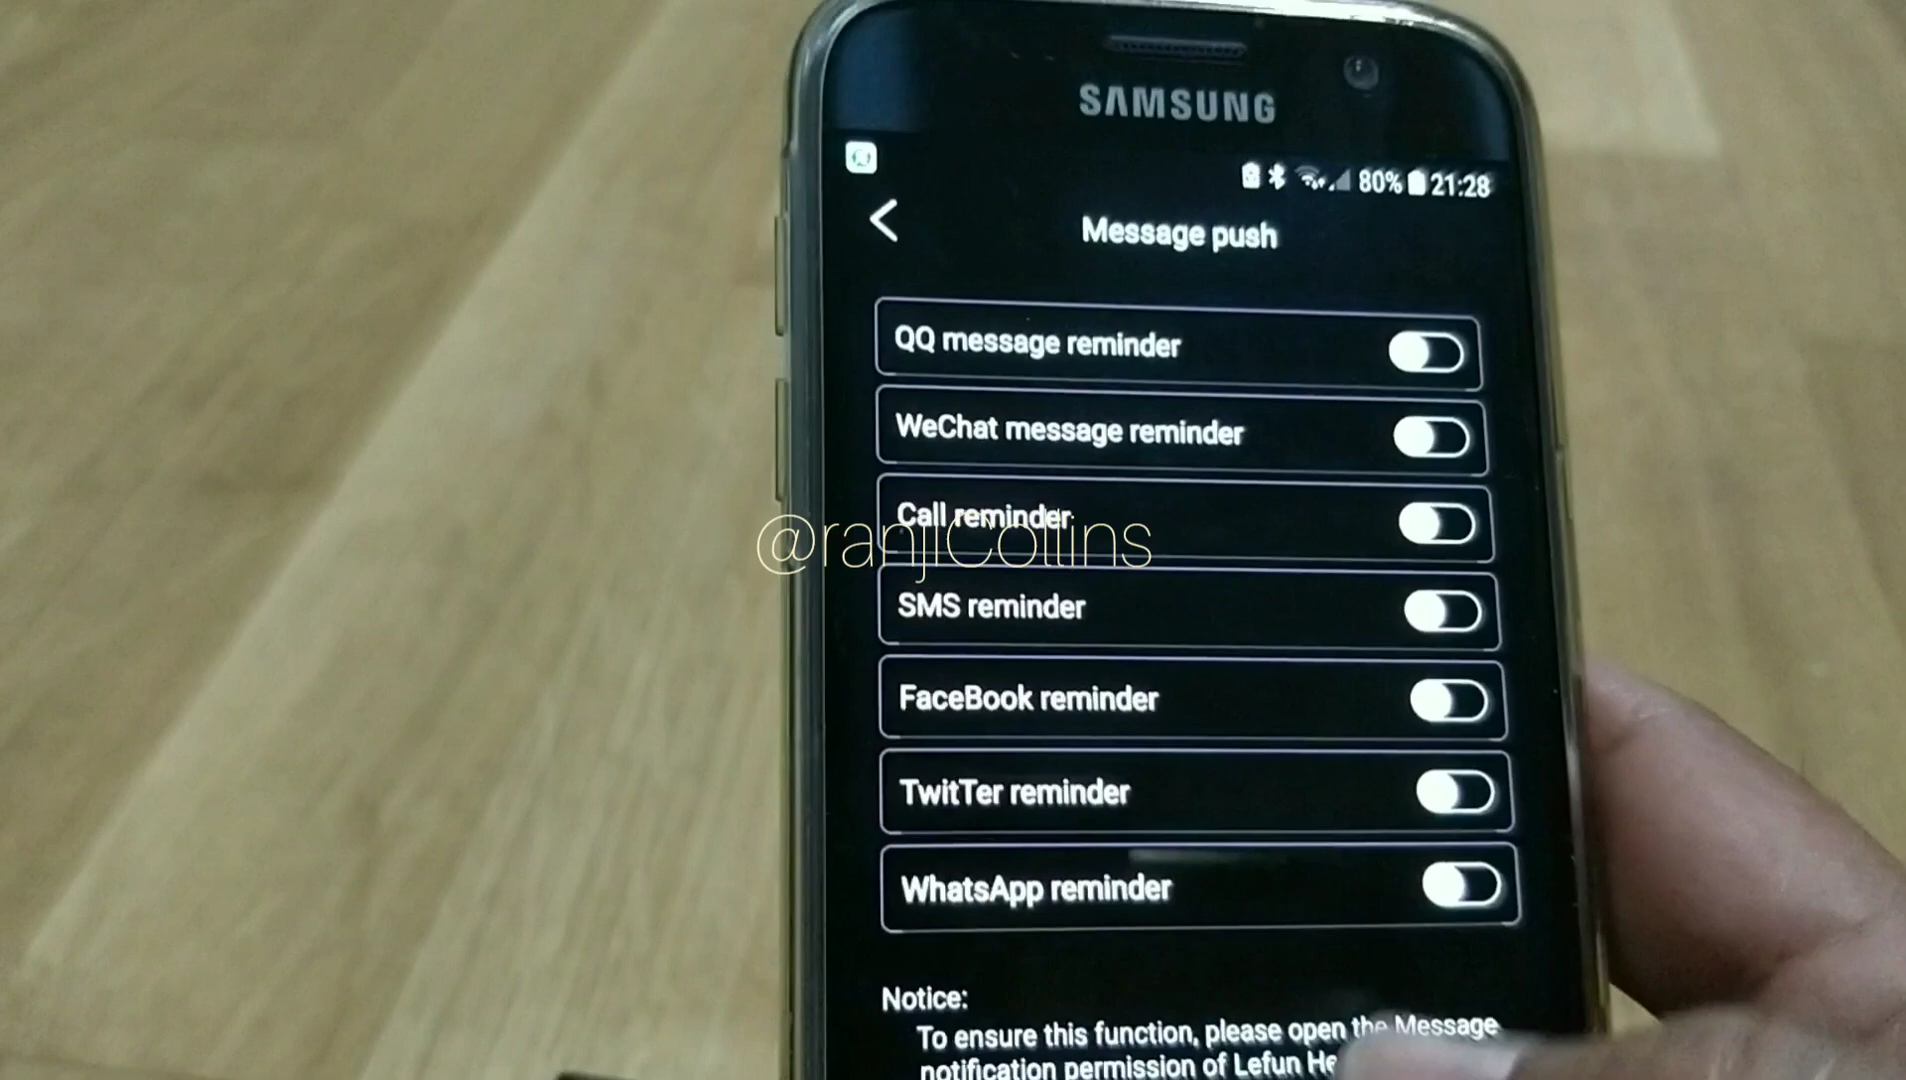 SAMSUNG
80% 21:28
Message push
QQ message reminder
WeChat message reminder
Call reminder
@ranjiCollins
SMS reminder
FaceBook reminder
TwitTer reminder
WhatsApp reminder
Notice:
To ensure this function, please open the Message
notification permission of Lefun